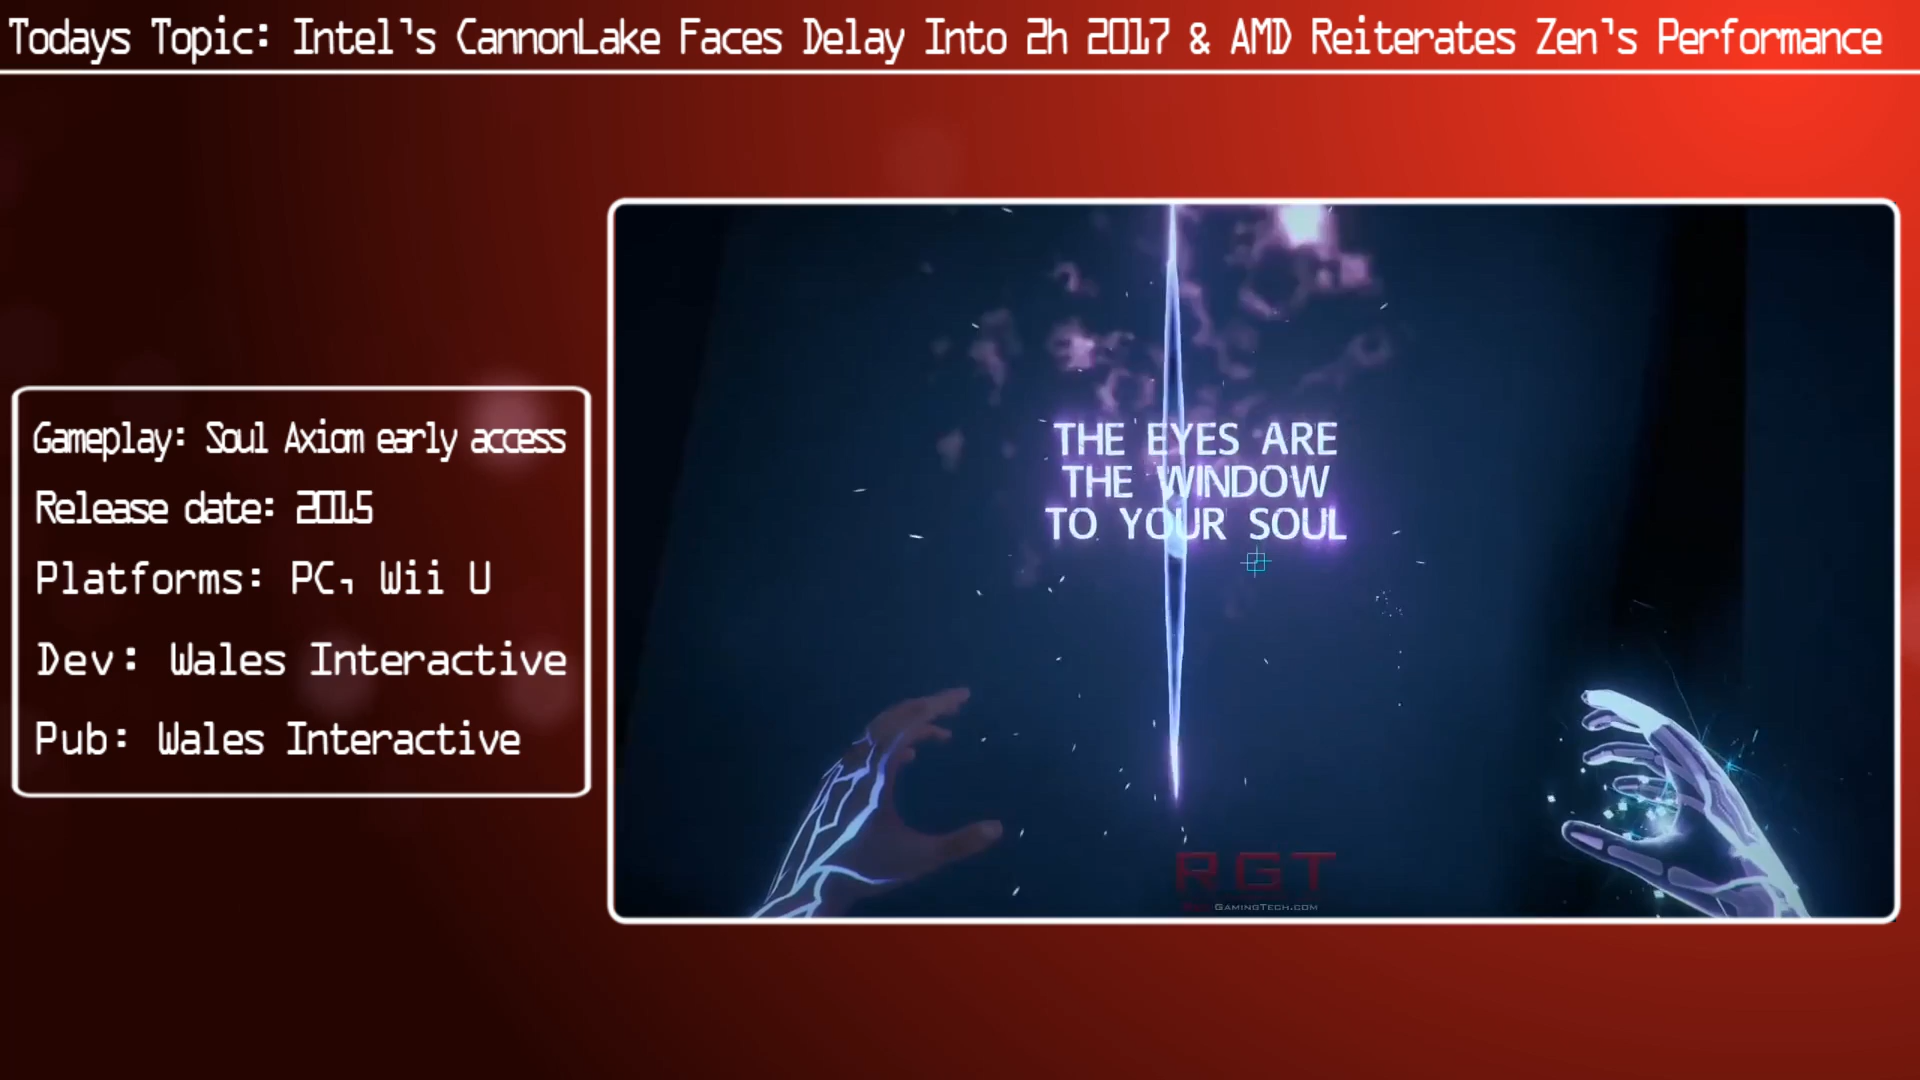 Todays Topic: Intel's CannonLake Faces Delay Into 2h 2017 & AMD Reiterates Zen's Performance
Gameplay: Soul Axiom early access
Release date: 2015
Platforms: PC, Wii U
Dev: Wales Interactive
Pub: Wales Interactive
THE EYES ARE
THE WINDOW
TO YOUR SOUL
RGT
GAMINGTECH.COM